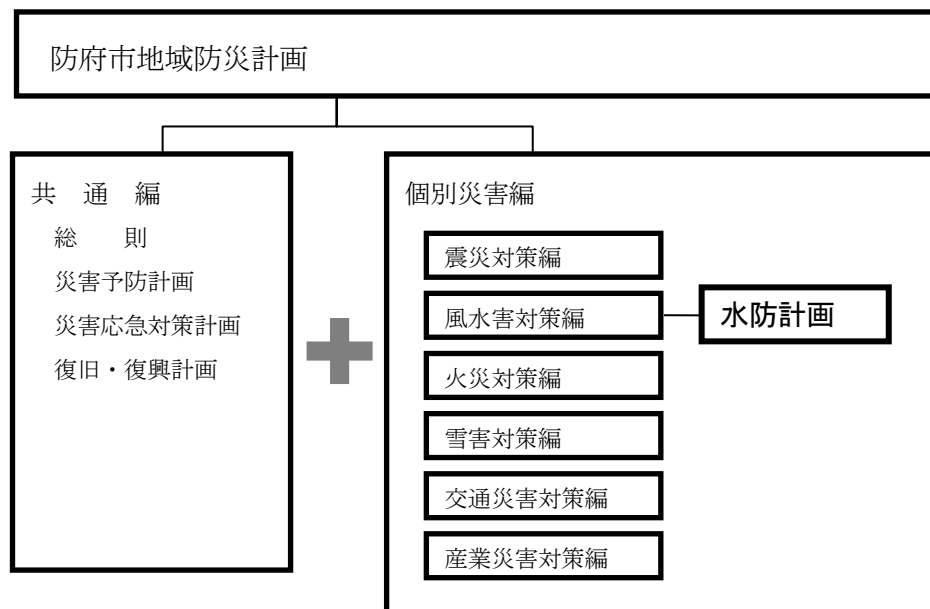 防府市地域防災計画
共　通　編
総　　則
災害予防計画
災害応急対策計画
復旧・復興計画
個別災害編
震災対策編
風水害対策編
水防計画
火災対策編
雪害対策編
交通災害対策編
産業災害対策編